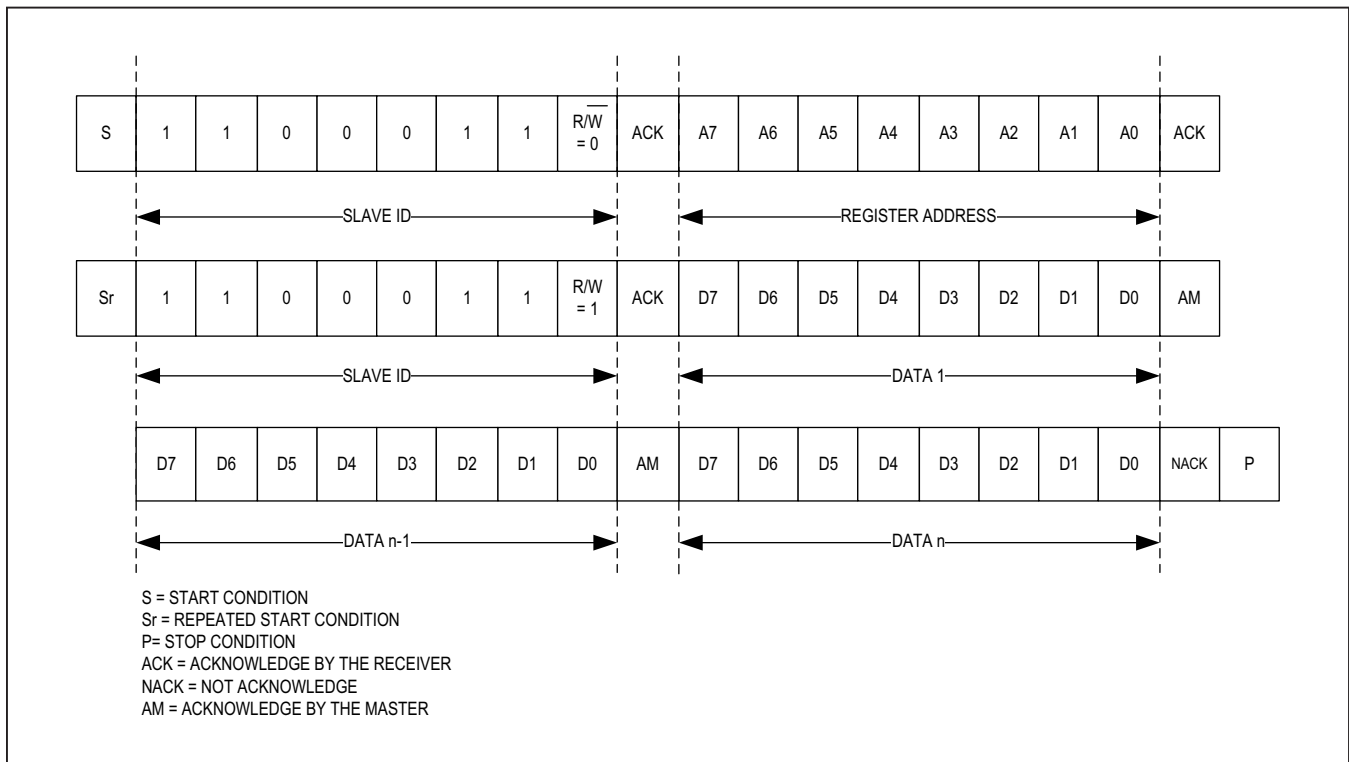 S 1 1 0 0 0 1 1 R/W = 0 ACK A7 A6 A5 A4 A3 A2 A1 A0 ACK
SLAVE ID REGISTER ADDRESS
Sr 1 1 0 0 0 1 1 R/W = 1 ACK D7 D6 D5 D4 D3 D2 D1 D0 AM
SLAVE ID DATA 1
D7 D6 D5 D4 D3 D2 D1 D0 AM D7 D6 D5 D4 D3 D2 D1 D0 NACK P
DATA n-1 DATA n
S = START CONDITION
Sr = REPEATED START CONDITION
P= STOP CONDITION
ACK = ACKNOWLEDGE BY THE RECEIVER
NACK = NOT ACKNOWLEDGE
AM = ACKNOWLEDGE BY THE MASTER